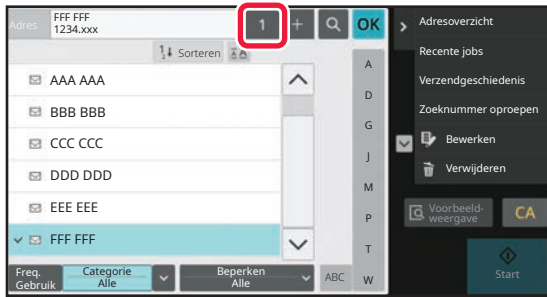 Adres
FFF FFF
1234.xxx
1
+
OK
Sorteren
AAA AAA
BBB BBB
CCC CCC
DDD DDD
EEE EEE
FFF FFF
A
D
G
J
M
P
T
W
Freq.
Gebruik
Categorie
Alle
Beperken
Alle
ABC
Adresoverzicht
Recente jobs
Verzendgeschiedenis
Zoeknummer oproepen
Bewerken
Verwijderen
Voorbeeld-
weergave
CA
Start